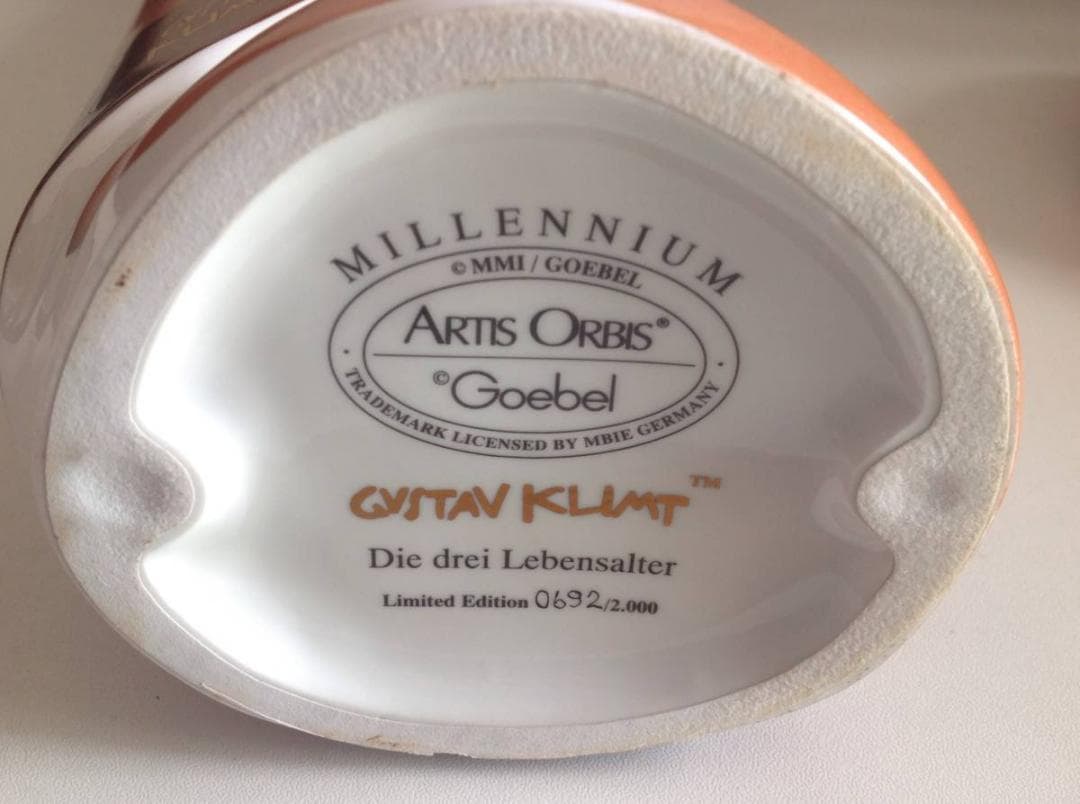 MILLENNIUM
© MMI / GOEBEL
ARTIS ORBIS®
©Goebel
· TRADEMARK LICENSED BY MBIE GERMANY ·
GUSTAV KLIMT™
Die drei Lebensalter
Limited Edition 0692/2.000